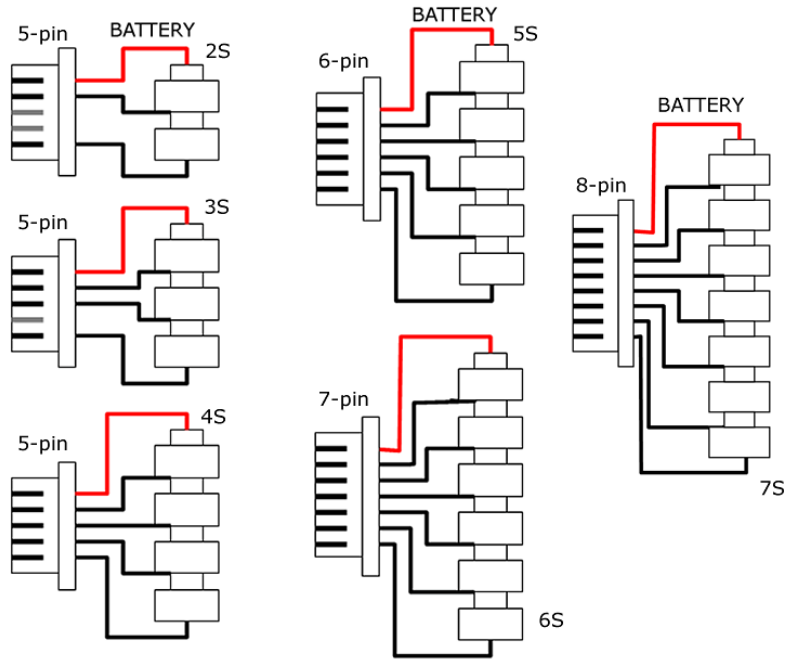 5-pin
BATTERY
2S
5-pin
3S
5-pin
4S
BATTERY
5S
6-pin
7-pin
6S
BATTERY
8-pin
7S